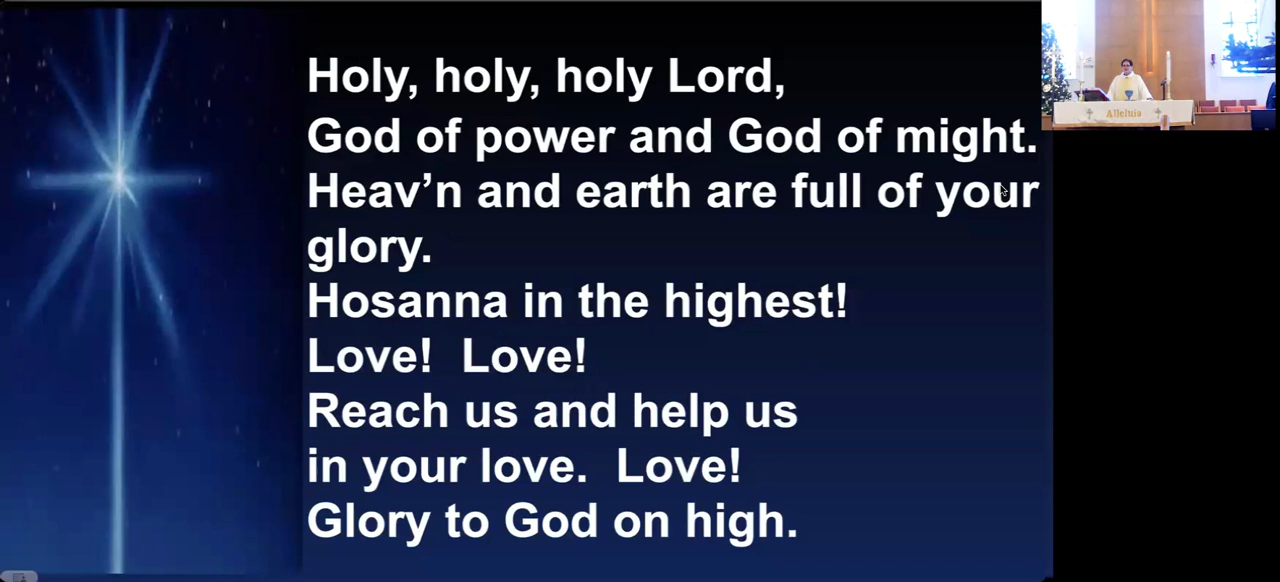 Holy, holy, holy Lord,
God of power and God of might.
Heav’n and earth are full of your
glory.
Hosanna in the highest!
Love!  Love!
Reach us and help us
in your love.  Love!
Glory to God on high.
Alleluia